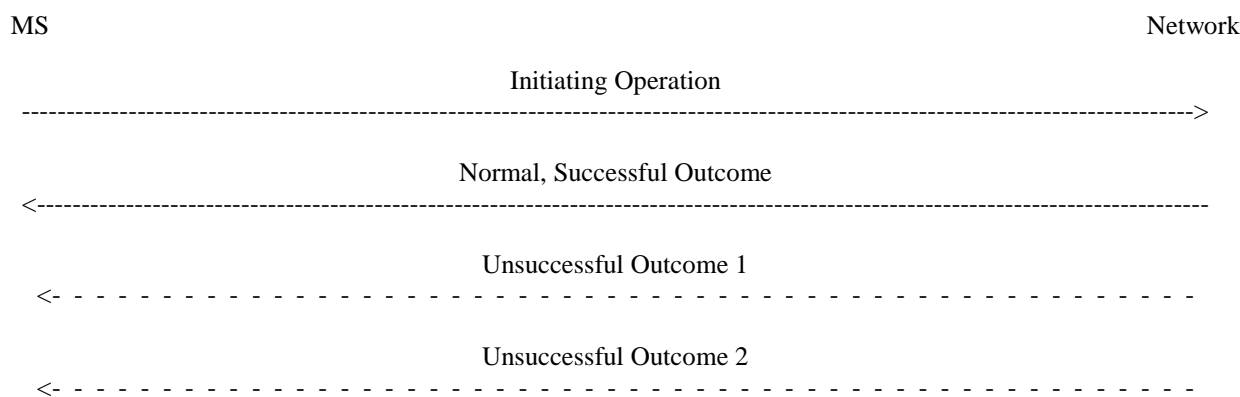 MS Network
Initiating Operation
-------------------------------------------------------------------------------------------------------------------------------------->
Normal, Successful Outcome
<--------------------------------------------------------------------------------------------------------------------------------------
Unsuccessful Outcome 1
<- - - - - - - - - - - - - - - - - - - - - - - - - - - - - - - - - - - - - - - - - - - - - - - - - - - - -
Unsuccessful Outcome 2
<- - - - - - - - - - - - - - - - - - - - - - - - - - - - - - - - - - - - - - - - - - - - - - - - - - - - -